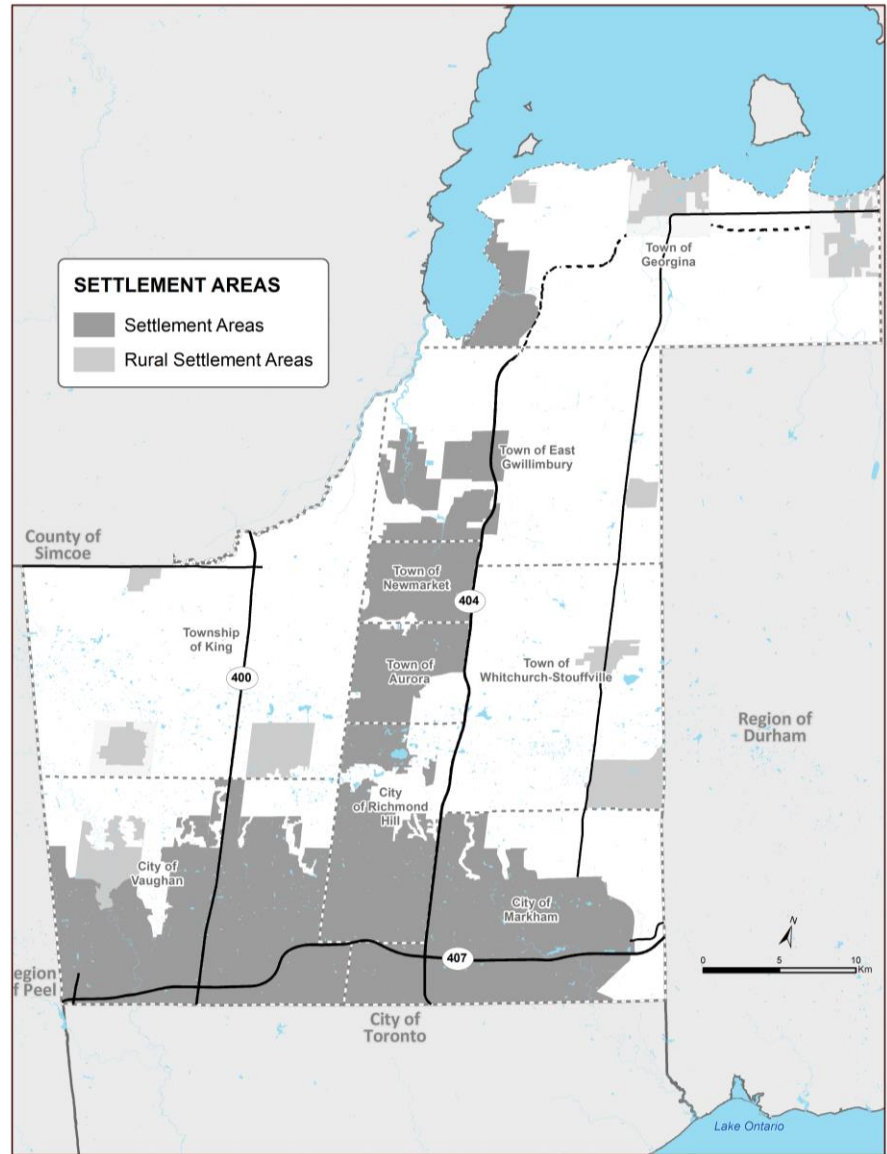 SETTLEMENT AREAS
Settlement Areas
Rural Settlement Areas
Town of
Georgina
Town of East
Gwillimbury
County of
Simcoe
Town of
Newmarket
404
Township
of King
400
Town of
Aurora
Town of
Whitchurch-Stouffville
Region of
Durham
City
of Richmond
Hill
City of
Vaughan
City of
Markham
N
407
0 5 10
Km
egion
f Peel
City of
Toronto
Lake Ontario